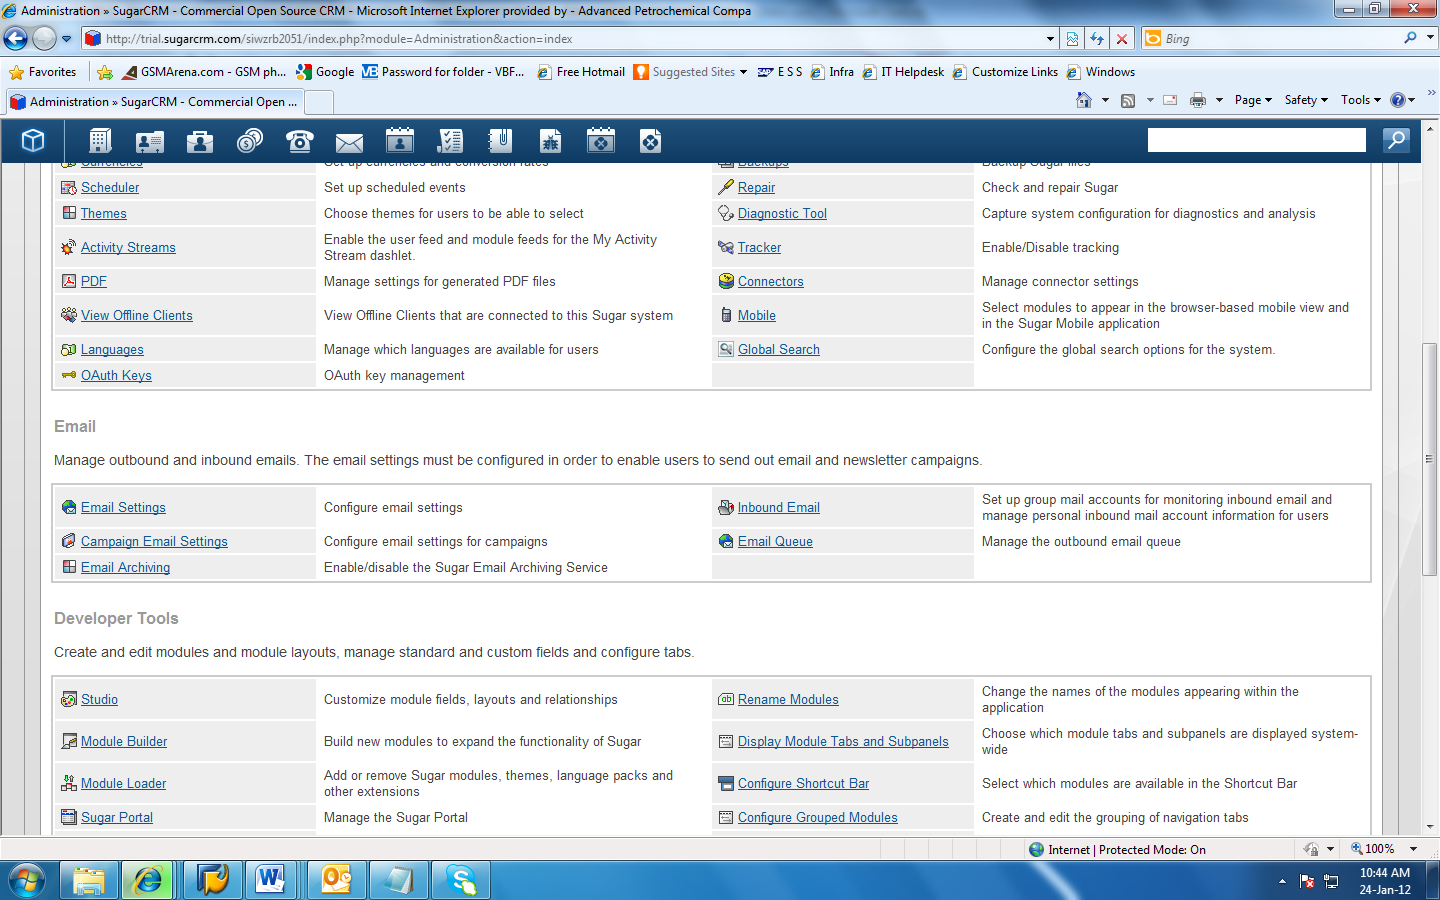 Administration » SugarCRM - Commercial Open Source CRM - Microsoft Internet Explorer provided by - Advanced Petrochemical Compa
http://trial.sugarcrm.com/siwzrb2051/index.php?module=Administration&action=index
Bing
Favorites
GSMArena.com - GSM ph...
Google
VB Password for folder - VBF...
Free Hotmail
Suggested Sites
SAP E S S
Infra
IT Helpdesk
Customize Links
Windows
Administration » SugarCRM - Commercial Open ...
Page
Safety
Tools
Currencies Set up currencies and conversion rates Backups Backup Sugar files
Scheduler Set up scheduled events Repair Check and repair Sugar
Themes Choose themes for users to be able to select Diagnostic Tool Capture system configuration for diagnostics and analysis
Activity Streams Enable the user feed and module feeds for the My Activity
Stream dashlet.
Tracker Enable/Disable tracking
PDF Manage settings for generated PDF files Connectors Manage connector settings
View Offline Clients View Offline Clients that are connected to this Sugar system Mobile Select modules to appear in the browser-based mobile view and
in the Sugar Mobile application
Languages Manage which languages are available for users Global Search Configure the global search options for the system.
OAuth Keys OAuth key management
Email
Manage outbound and inbound emails. The email settings must be configured in order to enable users to send out email and newsletter campaigns.
Email Settings Configure email settings Inbound Email Set up group mail accounts for monitoring inbound email and
manage personal inbound mail account information for users
Campaign Email Settings Configure email settings for campaigns Email Queue Manage the outbound email queue
Email Archiving Enable/disable the Sugar Email Archiving Service
Developer Tools
Create and edit modules and module layouts, manage standard and custom fields and configure tabs.
Studio Customize module fields, layouts and relationships Rename Modules Change the names of the modules appearing within the
application
Module Builder Build new modules to expand the functionality of Sugar Display Module Tabs and Subpanels Choose which module tabs and subpanels are displayed system-
wide
Module Loader Add or remove Sugar modules, themes, language packs and
other extensions
Configure Shortcut Bar Select which modules are available in the Shortcut Bar
Sugar Portal Manage the Sugar Portal Configure Grouped Modules Create and edit the grouping of navigation tabs
Internet | Protected Mode: On
100%
10:44 AM
24-Jan-12